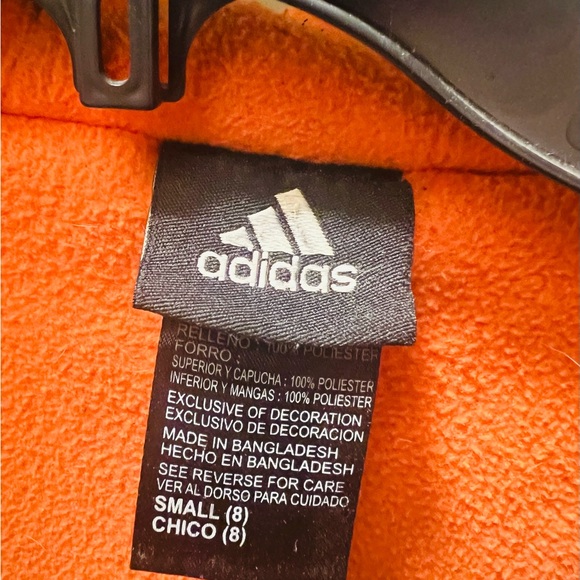 adidas
RELLENO : 100% POLIESTER
FORRO :
SUPERIOR Y CAPUCHA : 100% POLIESTER
INFERIOR Y MANGAS : 100% POLIESTER
EXCLUSIVE OF DECORATION
EXCLUSIVO DE DECORACION
MADE IN BANGLADESH
HECHO EN BANGLADESH
SEE REVERSE FOR CARE
VER AL DORSO PARA CUIDADO
SMALL (8)
CHICO (8)